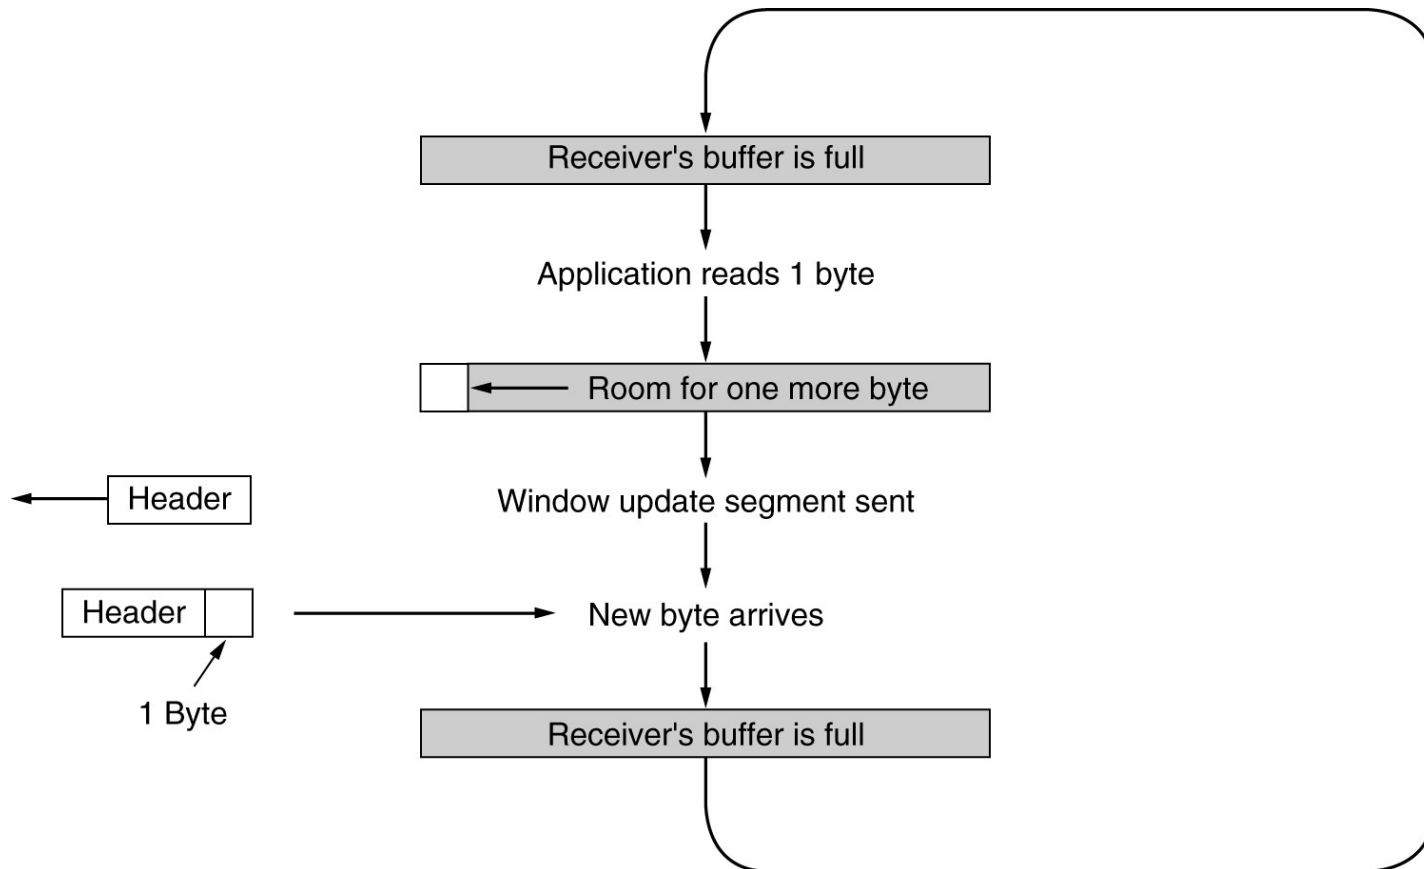 Receiver's buffer is full
Application reads 1 byte
Room for one more byte
Header
Window update segment sent
Header
New byte arrives
1 Byte
Receiver's buffer is full